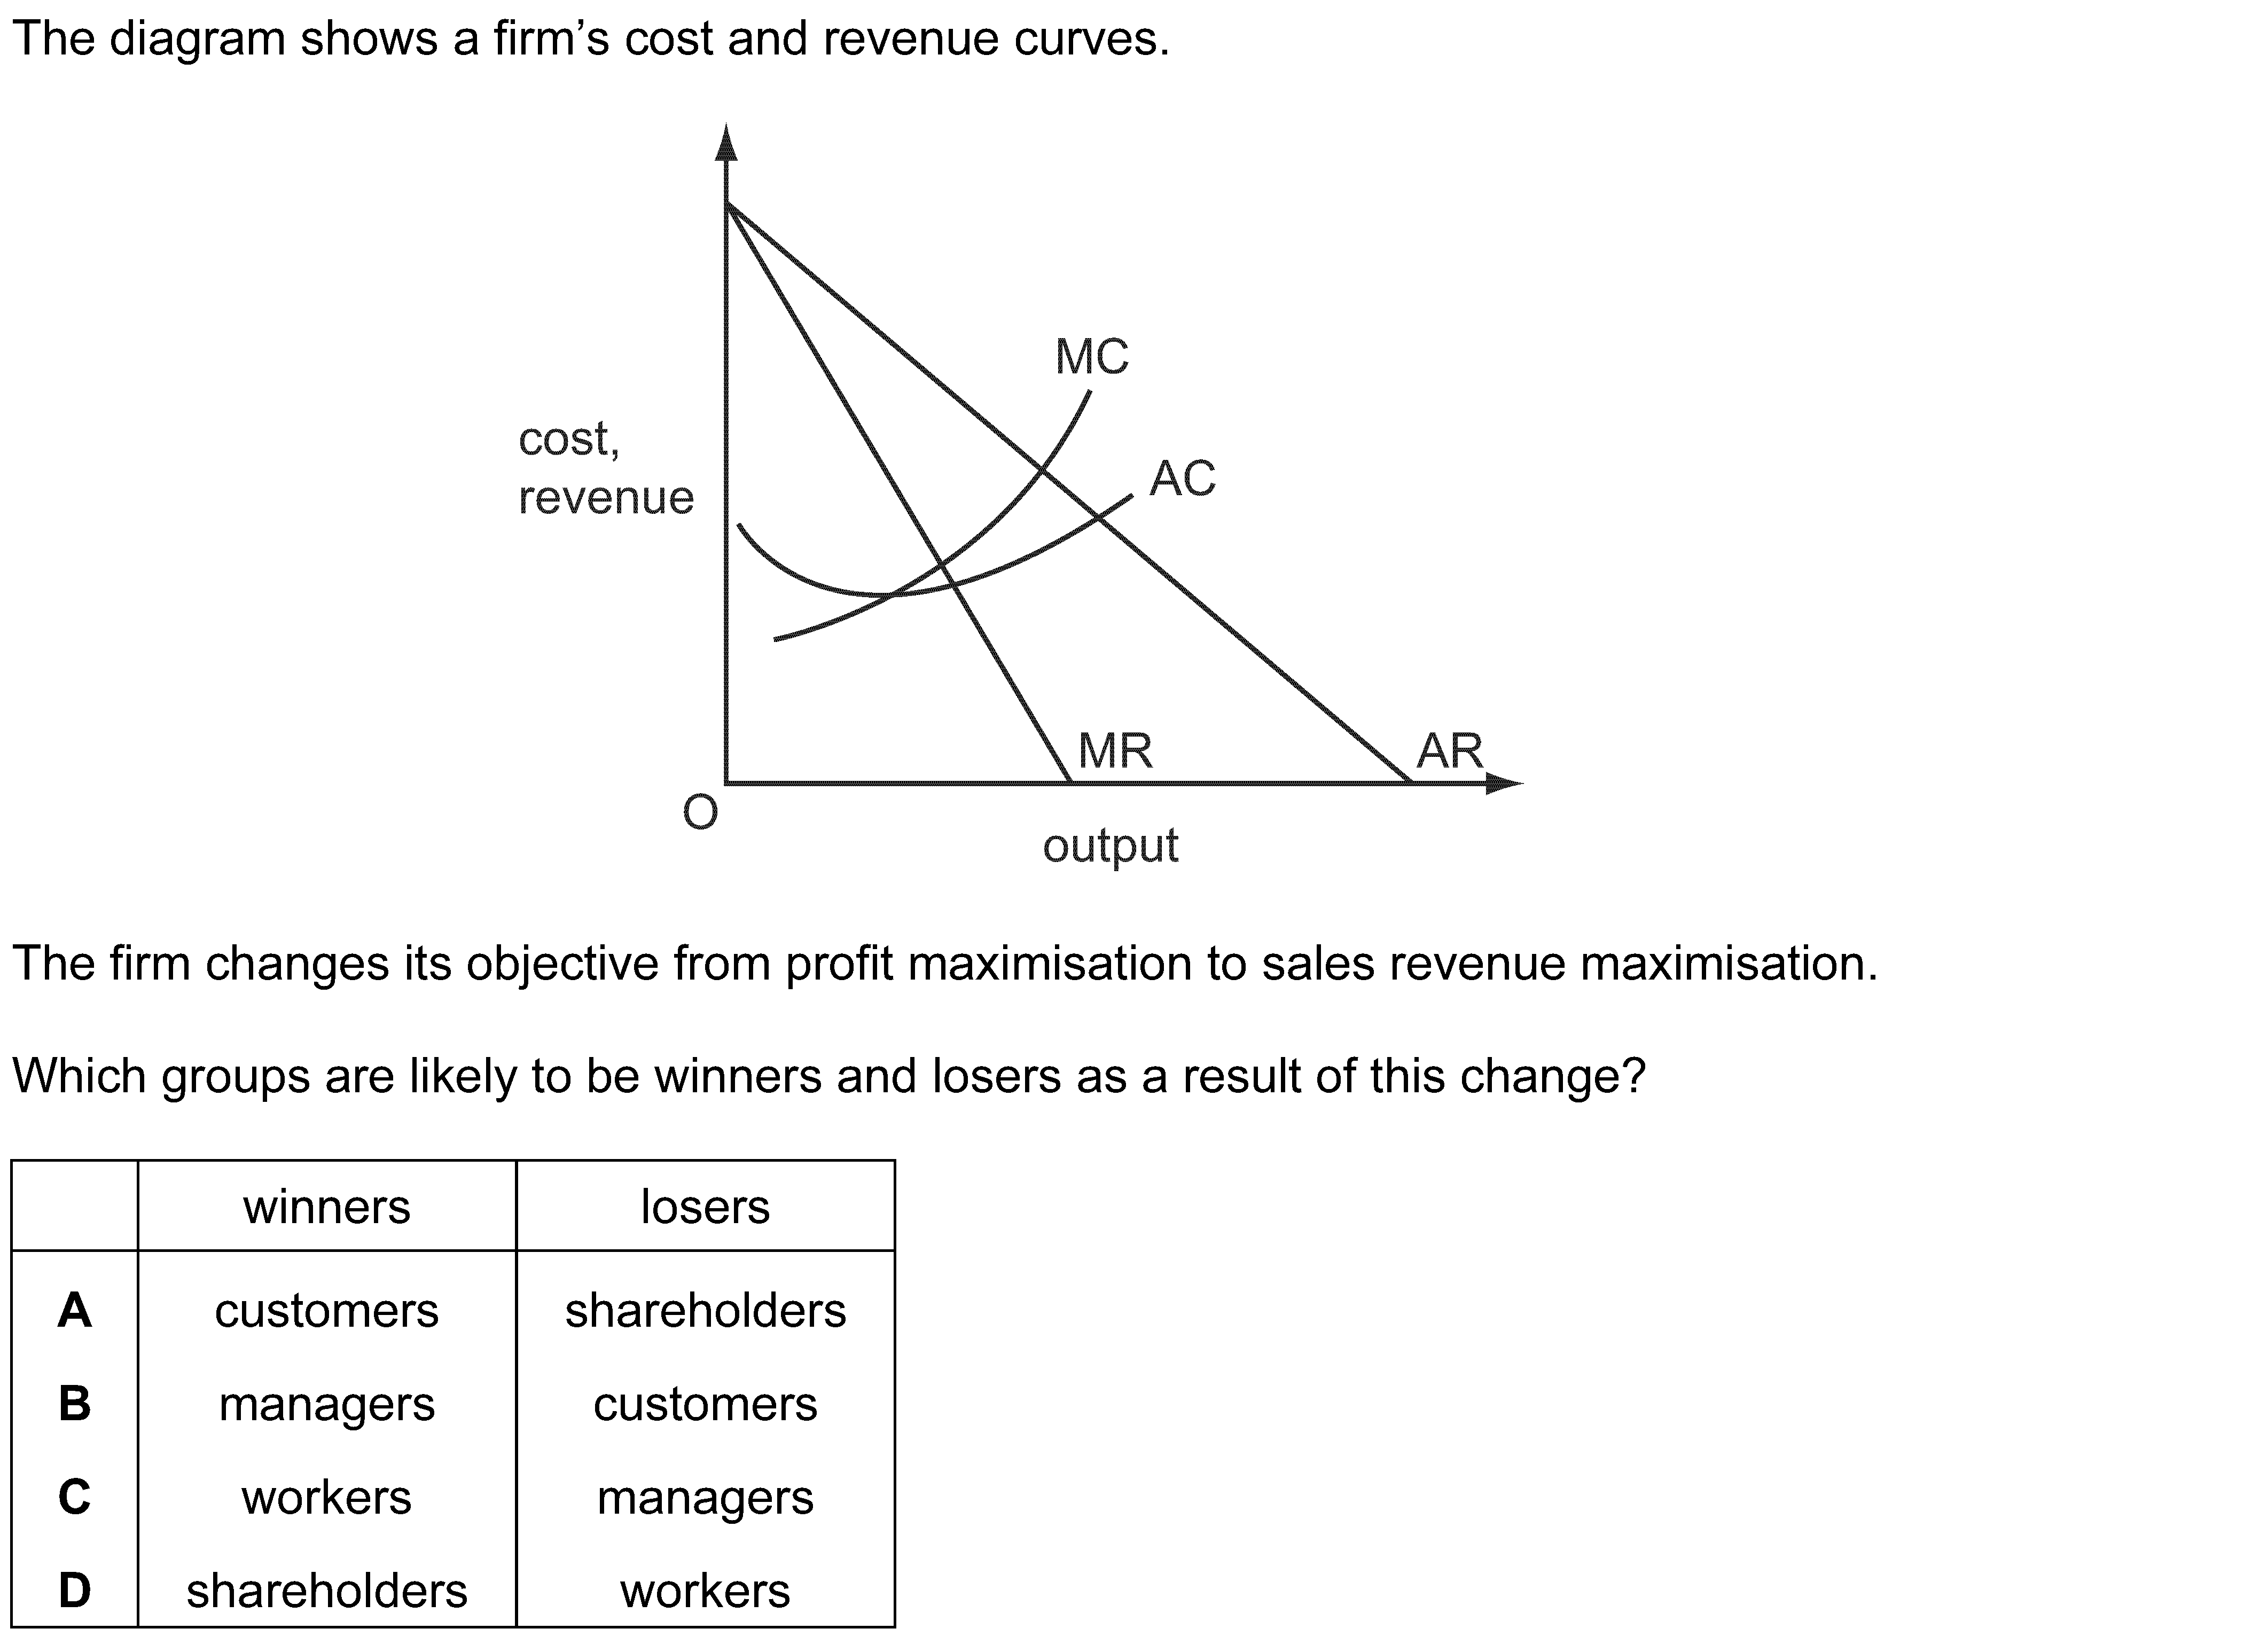 The diagram shows a firm’s cost and revenue curves.
MC
cost,
revenue
AC
MR
AR
O
output
The firm changes its objective from profit maximisation to sales revenue maximisation.
Which groups are likely to be winners and losers as a result of this change?
winners losers
A customers shareholders
B managers customers
C workers managers
D shareholders workers